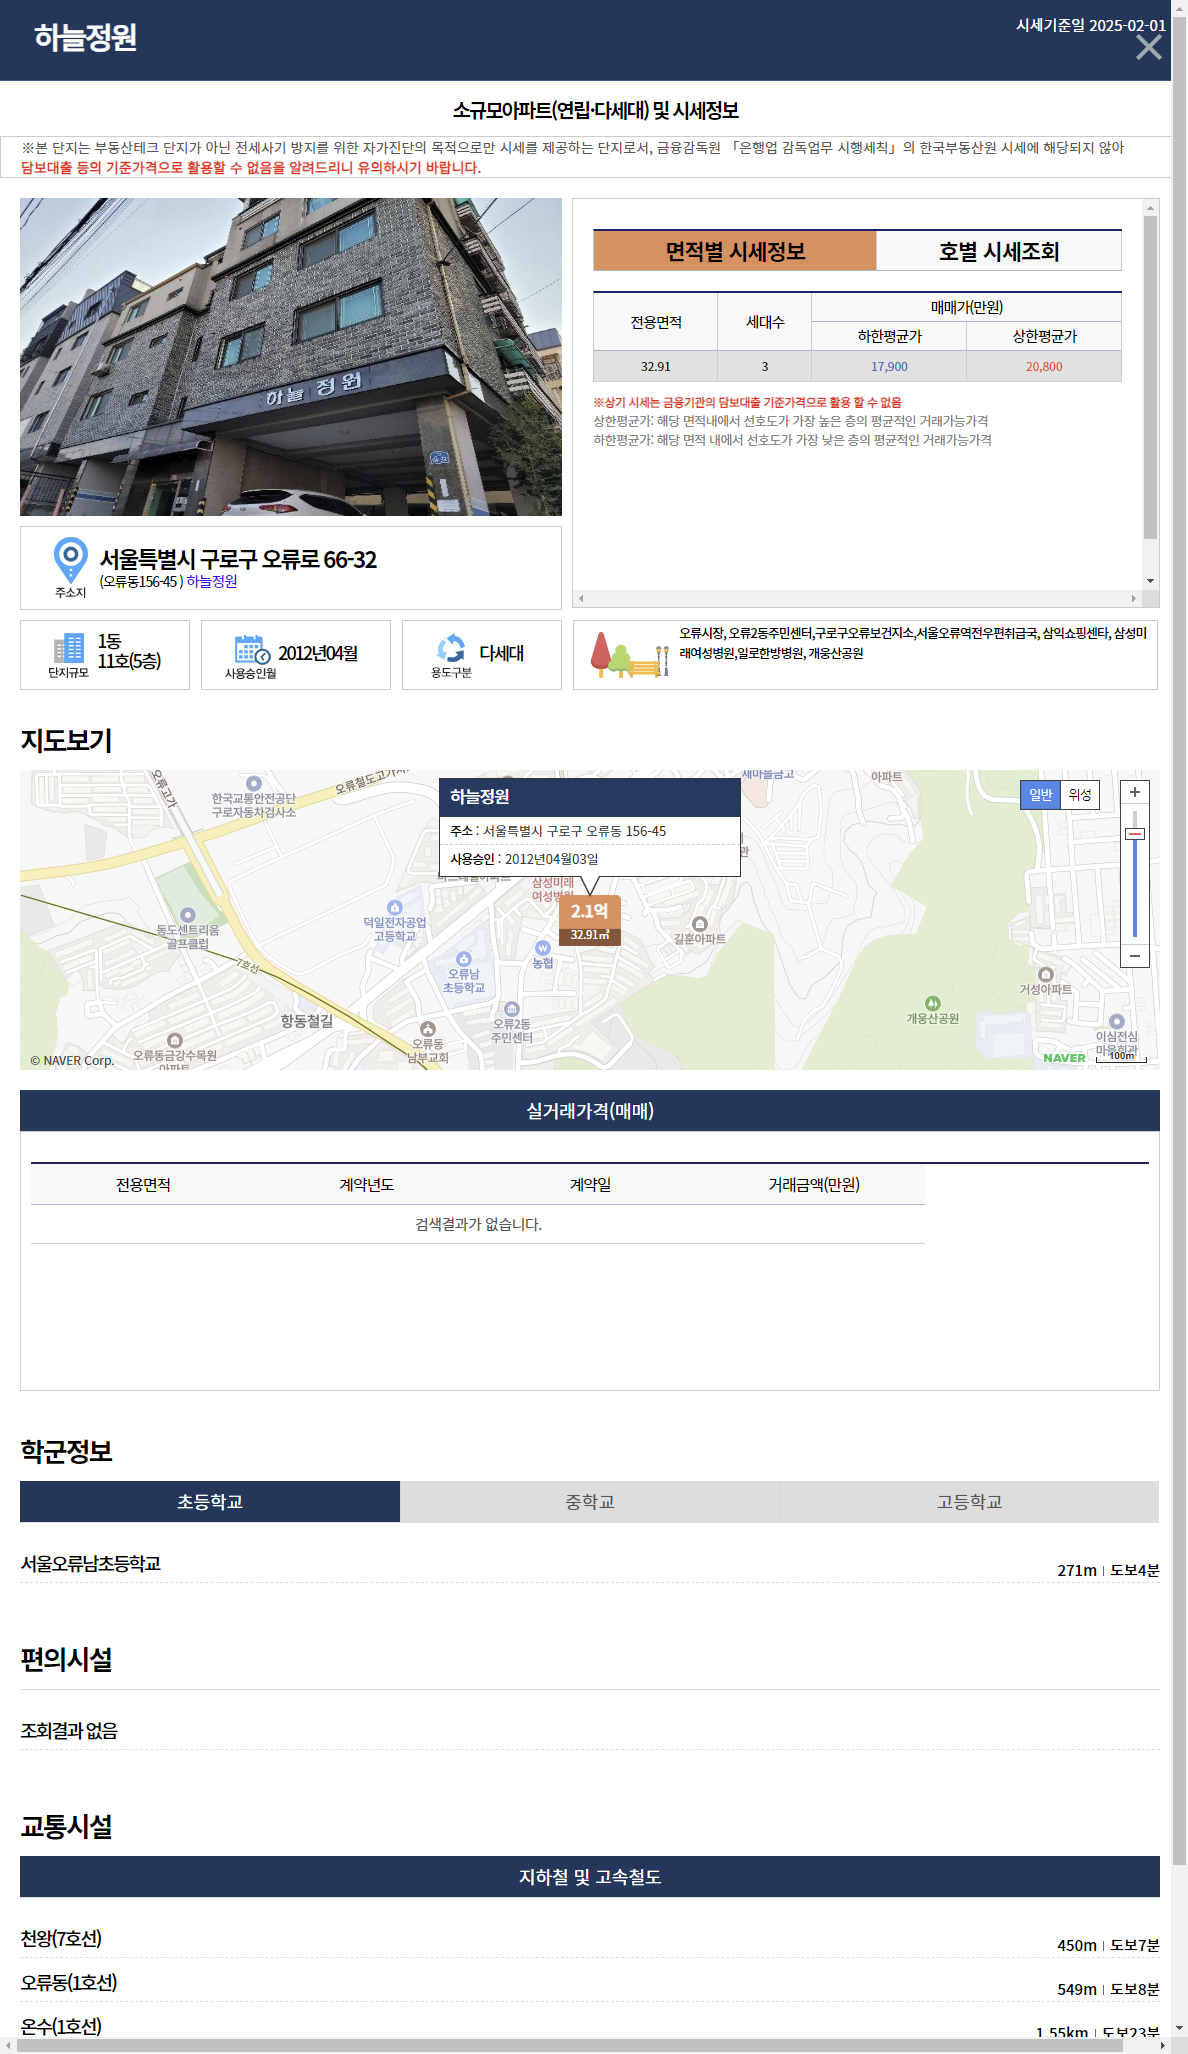 하늘정원
시세기준일 2025-02-01
소규모아파트(연립·다세대) 및 시세정보
※본 단지는 부동산테크 단지가 아닌 전세사기 방지를 위한 자가진단의 목적으로만 시세를 제공하는 단지로서, 금융감독원 「은행업 감독업무 시행세칙」의 한국부동산원 시세에 해당되지 않아
담보대출 등의 기준가격으로 활용할 수 없음을 알려드리니 유의하시기 바랍니다.
하늘 정원
면적별 시세정보
호별 시세조회
전용면적
세대수
매매가(만원)
하한평균가
상한평균가
32.91
3
17,900
20,800
※상기 시세는 금융기관의 담보대출 기준가격으로 활용 할 수 없음
상한평균가: 해당 면적내에서 선호도가 가장 높은 층의 평균적인 거래가능가격
하한평균가: 해당 면적 내에서 선호도가 가장 낮은 층의 평균적인 거래가능가격
주소지
서울특별시 구로구 오류로 66-32
(오류동156-45 ) 하늘정원
단지규모
1동
11호(5층)
사용승인월
2012년04월
용도구분
다세대
오류시장, 오류2동주민센터,구로구오류보건지소,서울오류역전우편취급국, 삼익쇼핑센타, 삼성미
래여성병원,일로한방병원, 개웅산공원
지도보기
오류고가
한국교통안전공단
구로자동차검사소
오류철도고가차
새마을금고
아파트
일반
위성
하늘정원
주소 : 서울특별시 구로구 오류동 156-45
사용승인 : 2012년04월03일
관
삼성미래
여성병원
2.1억
32.91㎡
동도센트리움
골프클럽
덕일전자공업
고등학교
길훈아파트
농협
7호선
오류남
초등학교
거성아파트
개웅산공원
항동철길
오류2동
주민센터
오류동
남부교회
오류동금강수목원
아파트
이심전심
마을회관
© NAVER Corp.
NAVER
100m
실거래가격(매매)
전용면적
계약년도
계약일
거래금액(만원)
검색결과가 없습니다.
학군정보
초등학교
중학교
고등학교
서울오류남초등학교
271m
도보4분
편의시설
조회결과 없음
교통시설
지하철 및 고속철도
천왕(7호선)
450m
도보7분
오류동(1호선)
549m
도보8분
온수(1호선)
1.55km
도보23분